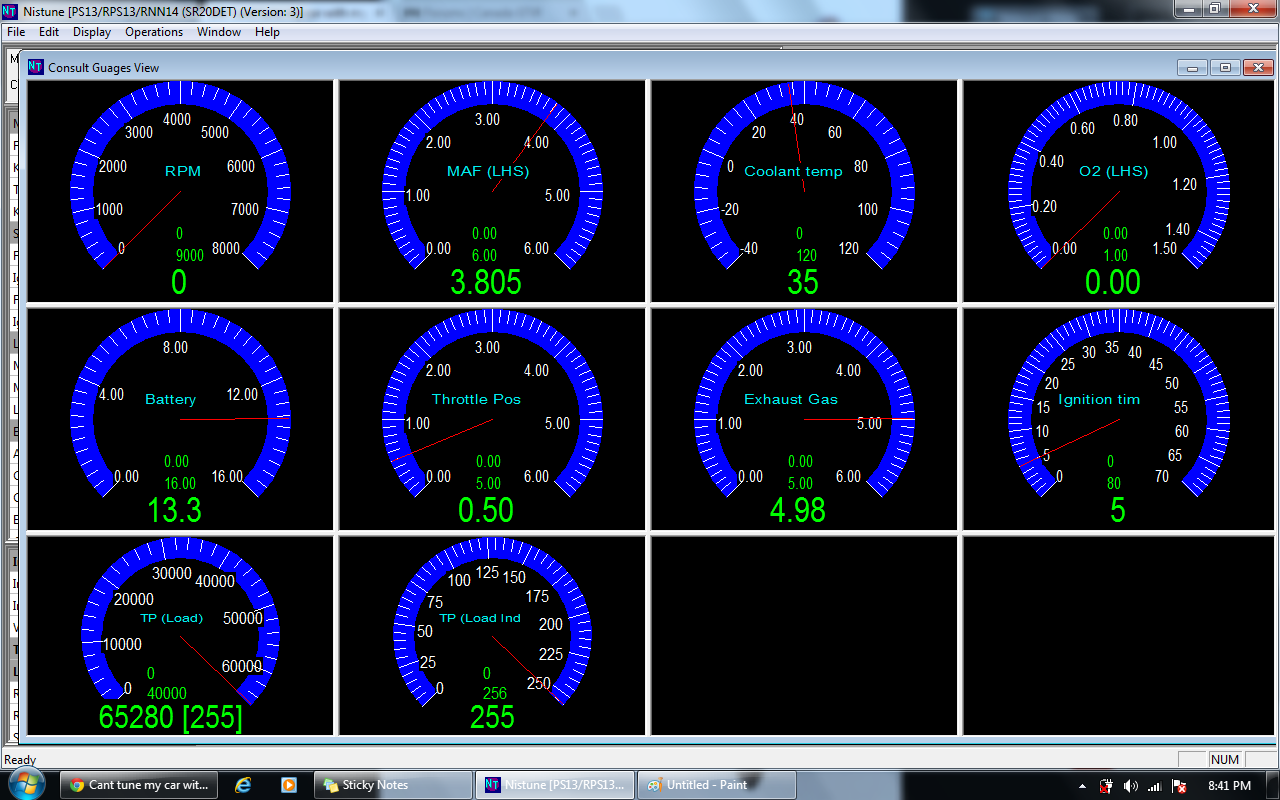 Nistune [PS13/RPS13/RNN14 (SR20DET) (Version: 3)]
File Edit Display Operations Window Help
Consult Guages View
RPM
0 1000 2000 3000 4000 5000 6000 7000 8000
0
9000
0
MAF (LHS)
0.00 1.00 2.00 3.00 4.00 5.00 6.00
0.00
6.00
3.805
Coolant temp
-40 -20 0 20 40 60 80 100 120
0
120
35
O2 (LHS)
0.00 0.20 0.40 0.60 0.80 1.00 1.20 1.40 1.50
0.00
1.00
0.00
Battery
0.00 4.00 8.00 12.00 16.00
0.00
16.00
13.3
Throttle Pos
0.00 1.00 2.00 3.00 4.00 5.00 6.00
0.00
5.00
0.50
Exhaust Gas
0.00 1.00 2.00 3.00 4.00 5.00 6.00
0.00
5.00
4.98
Ignition tim
0 5 10 15 20 25 30 35 40 45 50 55 60 65 70
0
80
5
TP (Load)
0 10000 20000 30000 40000 50000 60000
0
40000
65280 [255]
TP (Load Ind
0 25 50 75 100 125 150 175 200 225 250
0
256
255
Ready
NUM
Cant tune my car wit...
Sticky Notes
Nistune [PS13/RPS13...
Untitled - Paint
8:41 PM